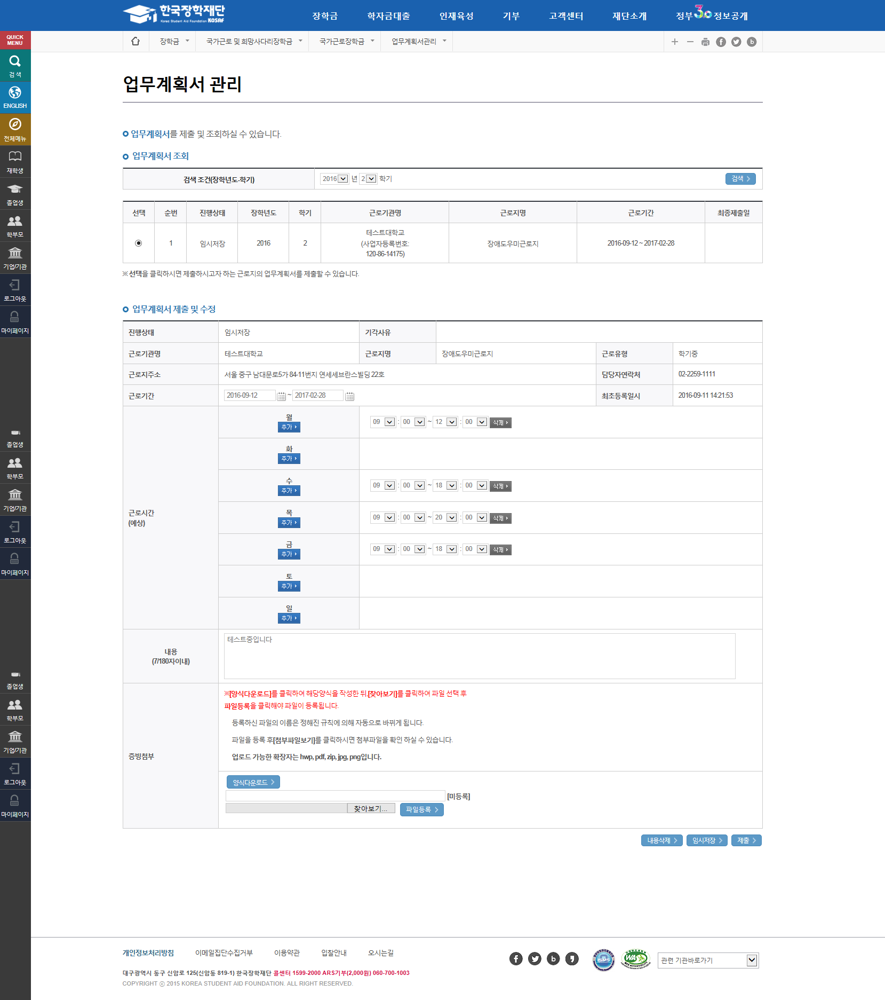 한국장학재단
Korea Student Aid Foundation KOSAF
장학금 학자금대출 인재육성 기부 고객센터 재단소개 정부3.0정보공개
QUICK MENU
장학금 국가근로 및 희망사다리장학금 국가근로장학금 업무계획서관리
검 색
ENGLISH
전체메뉴
재학생
졸업생
학부모
기업/기관
로그아웃
마이페이지
졸업생
학부모
기업/기관
로그아웃
마이페이지
졸업생
학부모
기업/기관
로그아웃
마이페이지
업무계획서 관리
업무계획서를 제출 및 조회하실 수 있습니다.
업무계획서 조회
검색 조건(장학년도-학기) 2016 년 2 학기 검색
선택 순번 진행상태 장학년도 학기 근로기관명 근로지명 근로기간 최종제출일
1 임시저장 2016 2 테스트대학교 (사업자등록번호: 120-86-14175) 장애도우미근로지 2016-09-12 ~ 2017-02-28
※ 선택을 클릭하시면 제출하시고자 하는 근로지의 업무계획서를 제출할 수 있습니다.
업무계획서 제출 및 수정
진행상태 임시저장 기각사유
근로기관명 테스트대학교 근로지명 장애도우미근로지 근로유형 학기중
근로지주소 서울 중구 남대문로5가 84-11번지 연세세브란스빌딩 22호 담당자연락처 02-2259-1111
근로기간 2016-09-12 ~ 2017-02-28 최초등록일시 2016-09-11 14:21:53
근로시간
(예상)
월
추가 09 : 00 ~ 12 : 00 삭제
화
추가
수
추가 09 : 00 ~ 18 : 00 삭제
목
추가 09 : 00 ~ 20 : 00 삭제
금
추가 09 : 00 ~ 18 : 00 삭제
토
추가
일
추가
내용
(7/180자이내)
테스트중입니다
증빙첨부
※[양식다운로드]를 클릭하여 해당양식을 작성한 뒤,[찾아보기]를 클릭하여 파일 선택 후
파일등록을 클릭해야 파일이 등록됩니다.
등록하신 파일의 이름은 정해진 규칙에 의해 자동으로 바뀌게 됩니다.
파일을 등록 후[첨부파일보기]를 클릭하시면 첨부파일을 확인 하실 수 있습니다.
업로드 가능한 확장자는 hwp, pdf, zip, jpg, png입니다.
양식다운로드
[미등록]
찾아보기... 파일등록
내용삭제 임시저장 제출
개인정보처리방침 이메일집단수집거부 이용약관 입찰안내 오시는길
ISMS
WA
관련 기관바로가기
대구광역시 동구 신암로 125(신암동 819-1) 한국장학재단 콜센터 1599-2000 ARS기부(2,000원) 060-700-1003
COPYRIGHT ⓒ 2015 KOREA STUDENT AID FOUNDATION. ALL RIGHT RESERVED.